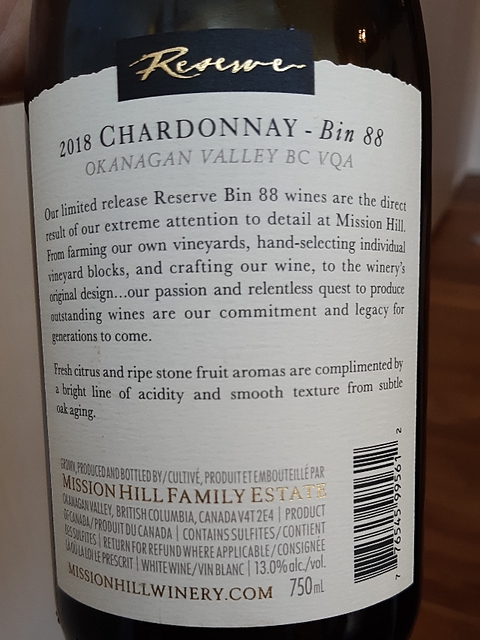 Reserve
2018 CHARDONNAY - Bin 88
OKANAGAN VALLEY BC VQA
Our limited release Reserve Bin 88 wines are the direct
result of our extreme attention to detail at Mission Hill.
From farming our own vineyards, hand-selecting individual
vineyard blocks, and crafting our wine, to the winery's
original design...our passion and relentless quest to produce
outstanding wines are our commitment and legacy for
generations to come.
Fresh citrus and ripe stone fruit aromas are complimented by
a bright line of acidity and smooth texture from subtle
oak aging.
GROWN, PRODUCED AND BOTTLED BY / CULTIVÉ, PRODUIT ET EMBOUTEILLÉ PAR
MISSION HILL FAMILY ESTATE
OKANAGAN VALLEY, BRITISH COLUMBIA, CANADA V4T 2E4 | PRODUCT
OF CANADA / PRODUIT DU CANADA | CONTAINS SULFITES / CONTIENT
DES SULFITES | RETURN FOR REFUND WHERE APPLICABLE / CONSIGNÉE
LÀ OÙ LA LOI LE PRESCRIT | WHITE WINE / VIN BLANC | 13.0% alc./vol.
MISSIONHILLWINERY.COM 750 mL
7 76545 99561 2